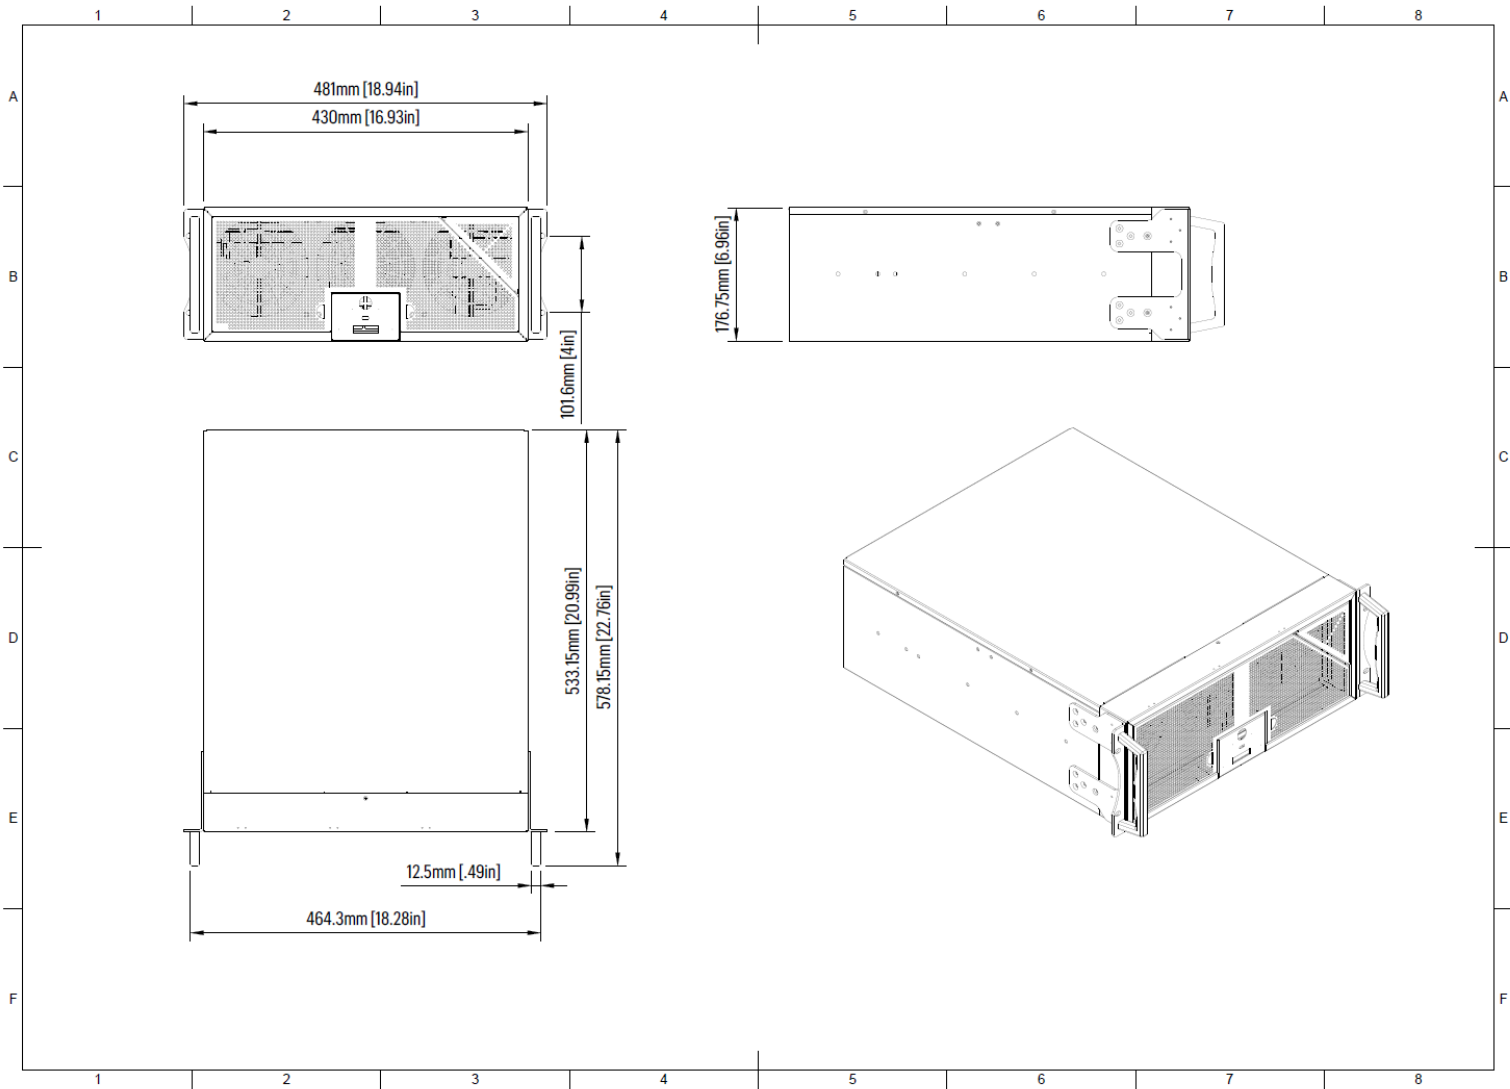 1 2 3 4 5 6 7 8
A A
481mm [18.94in]
430mm [16.93in]
B B
176.75mm [6.96in]
101.6mm [4in]
C C
533.15mm [20.99in]
578.15mm [22.76in]
D D
E E
12.5mm [.49in]
464.3mm [18.28in]
F F
1 2 3 4 5 6 7 8